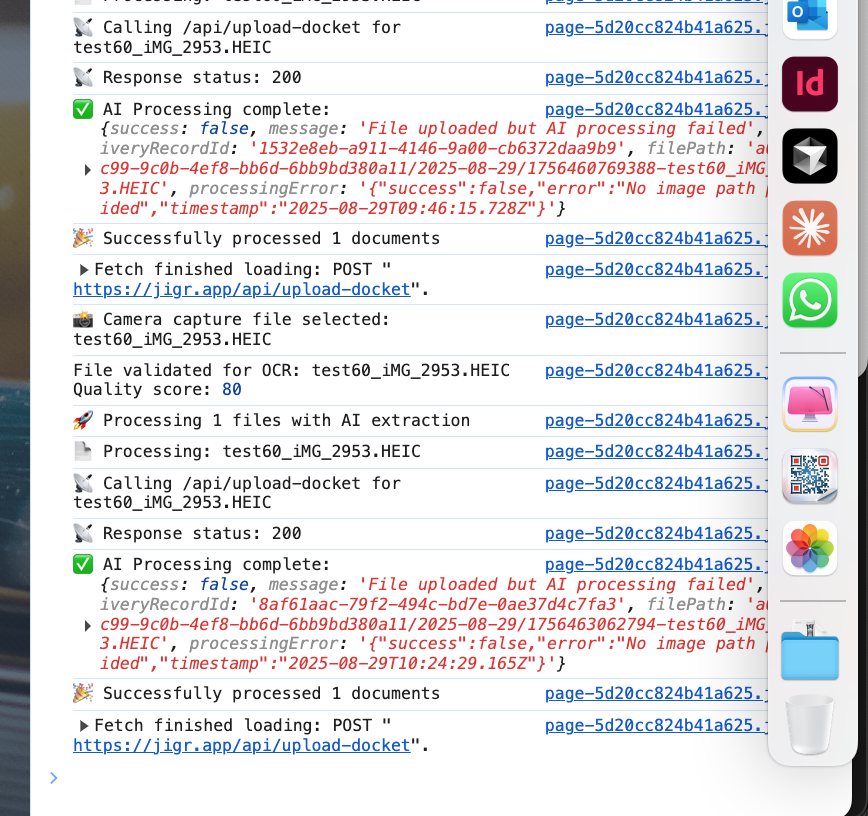 📡 Calling /api/upload-docket for
test60_iMG_2953.HEIC
page-5d20cc824b41a625.
📡 Response status: 200
page-5d20cc824b41a625.
✅ AI Processing complete:
page-5d20cc824b41a625.
{success: false, message: 'File uploaded but AI processing failed',
iveryRecordId: '1532e8eb-a911-4146-9a00-cb6372daa9b9', filePath: 'a
c99-9c0b-4ef8-bb6d-6bb9bd380a11/2025-08-29/1756460769388-test60_iMG_
3.HEIC', processingError: '{"success":false,"error":"No image path
ided","timestamp":"2025-08-29T09:46:15.728Z"}'}
🎉 Successfully processed 1 documents
page-5d20cc824b41a625.
▶Fetch finished loading: POST "
https://jigr.app/api/upload-docket".
page-5d20cc824b41a625.
📸 Camera capture file selected:
test60_iMG_2953.HEIC
page-5d20cc824b41a625.
File validated for OCR: test60_iMG_2953.HEIC
Quality score: 80
page-5d20cc824b41a625.
🚀 Processing 1 files with AI extraction
page-5d20cc824b41a625.
📄 Processing: test60_iMG_2953.HEIC
page-5d20cc824b41a625.
📡 Calling /api/upload-docket for
test60_iMG_2953.HEIC
page-5d20cc824b41a625.
📡 Response status: 200
page-5d20cc824b41a625.
✅ AI Processing complete:
page-5d20cc824b41a625.
{success: false, message: 'File uploaded but AI processing failed',
iveryRecordId: '8af61aac-79f2-494c-bd7e-0ae37d4c7fa3', filePath: 'a
c99-9c0b-4ef8-bb6d-6bb9bd380a11/2025-08-29/1756463062794-test60_iMG_
3.HEIC', processingError: '{"success":false,"error":"No image path
ided","timestamp":"2025-08-29T10:24:29.165Z"}'}
🎉 Successfully processed 1 documents
page-5d20cc824b41a625.
▶Fetch finished loading: POST "
https://jigr.app/api/upload-docket".
page-5d20cc824b41a625.
Id